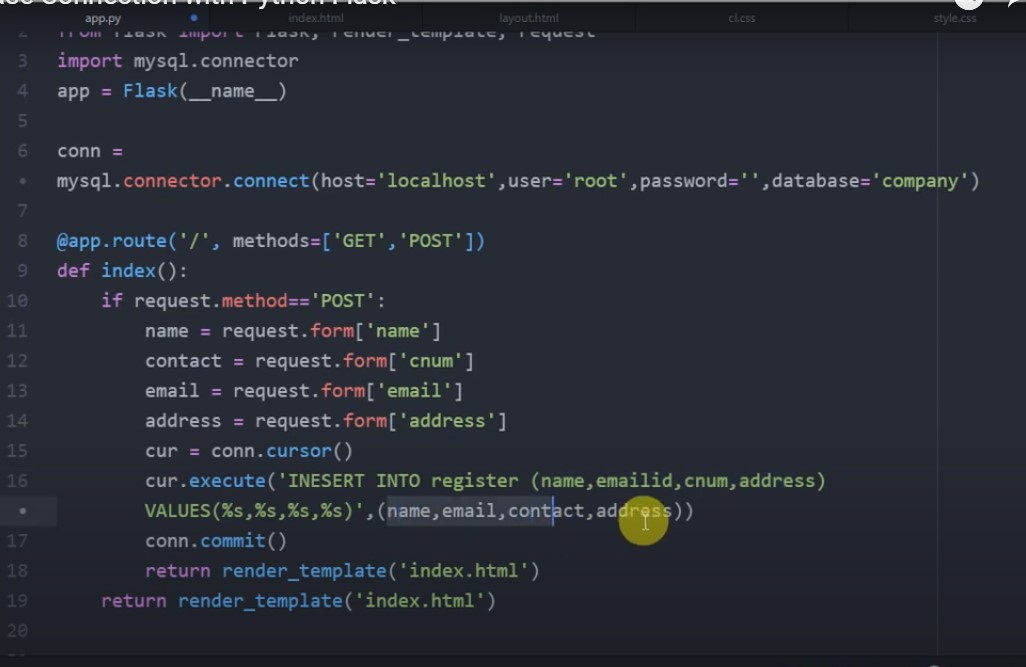 Connection with Python Flask
app.py index.html layout.html cl.css style.css
2 from flask import Flask, render_template, request
3 import mysql.connector
4 app = Flask(__name__)
5
6 conn =
• mysql.connector.connect(host='localhost',user='root',password='',database='company')
7
8 @app.route('/', methods=['GET','POST'])
9 def index():
10 if request.method=='POST':
11 name = request.form['name']
12 contact = request.form['cnum']
13 email = request.form['email']
14 address = request.form['address']
15 cur = conn.cursor()
16 cur.execute('INESERT INTO register (name,emailid,cnum,address)
• VALUES(%s,%s,%s,%s)',(name,email,contact,address))
17 conn.commit()
18 return render_template('index.html')
19 return render_template('index.html')
20